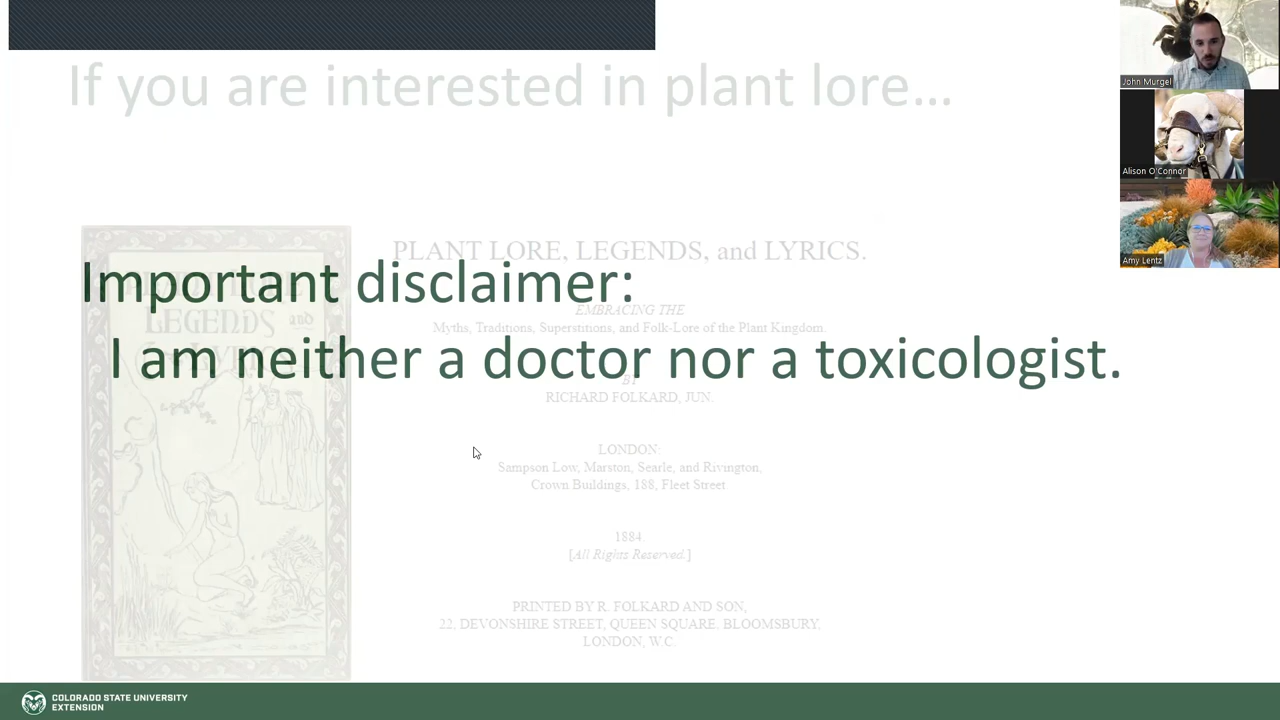 If you are interested in plant lore...
John Murgel
Alison O'Connor
Amy Lentz
PLANT LORE, LEGENDS, and LYRICS.
Important disclaimer:
LEGENDS and
EMBRACING THE
Myths, Traditions, Superstitions, and Folk-Lore of the Plant Kingdom.
I am neither a doctor nor a toxicologist.
BY
RICHARD FOLKARD, JUN.
LONDON:
Sampson Low, Marston, Searle, and Rivington,
Crown Buildings, 188, Fleet Street
1884.
[All Rights Reserved.]
PRINTED BY R. FOLKARD AND SON,
22, DEVONSHIRE STREET, QUEEN SQUARE, BLOOMSBURY,
LONDON, W.C.
COLORADO STATE UNIVERSITY
EXTENSION